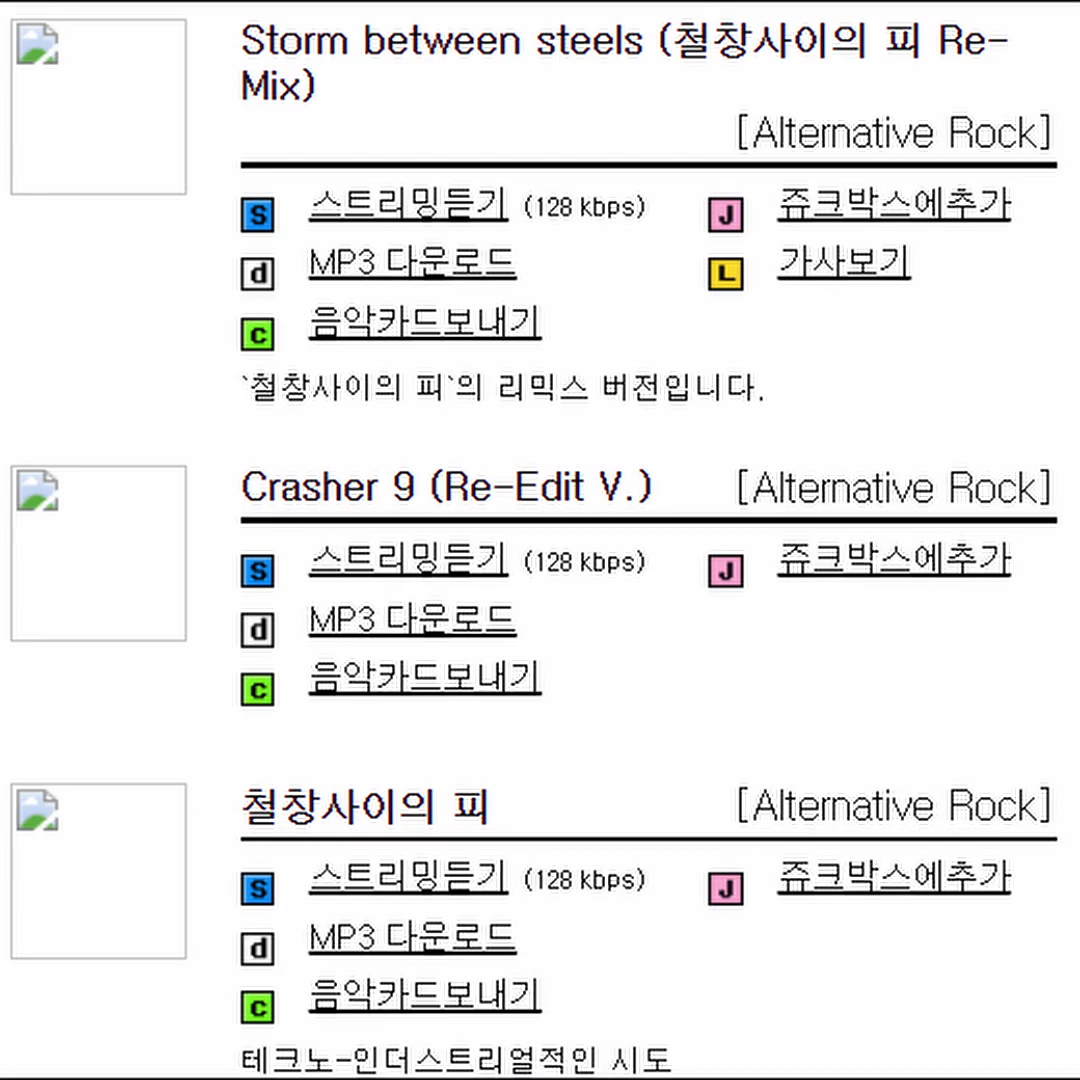 Storm between steels (철창사이의 피 Re-
Mix)
[Alternative Rock]
S 스트리밍듣기 (128 kbps) J 쥬크박스에추가
d MP3 다운로드 L 가사보기
c 음악카드보내기
`철창사이의 피`의 리믹스 버전입니다.
Crasher 9 (Re-Edit V.) [Alternative Rock]
S 스트리밍듣기 (128 kbps) J 쥬크박스에추가
d MP3 다운로드
c 음악카드보내기
철창사이의 피 [Alternative Rock]
S 스트리밍듣기 (128 kbps) J 쥬크박스에추가
d MP3 다운로드
c 음악카드보내기
테크노-인더스트리얼적인 시도